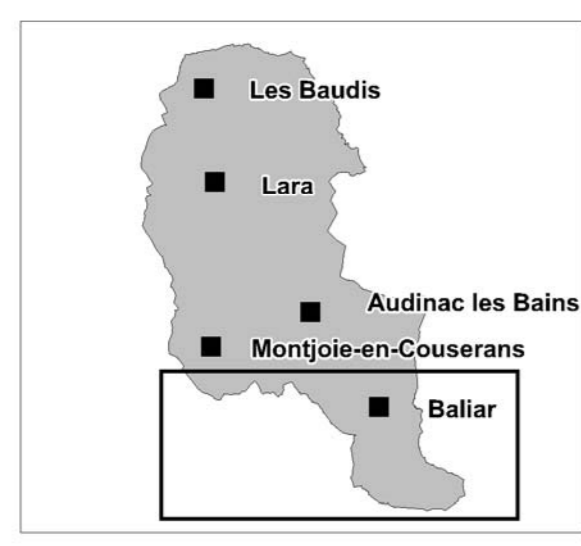 Les Baudis
Lara
Audinac les Bains
Montjoie-en-Couserans
Baliar